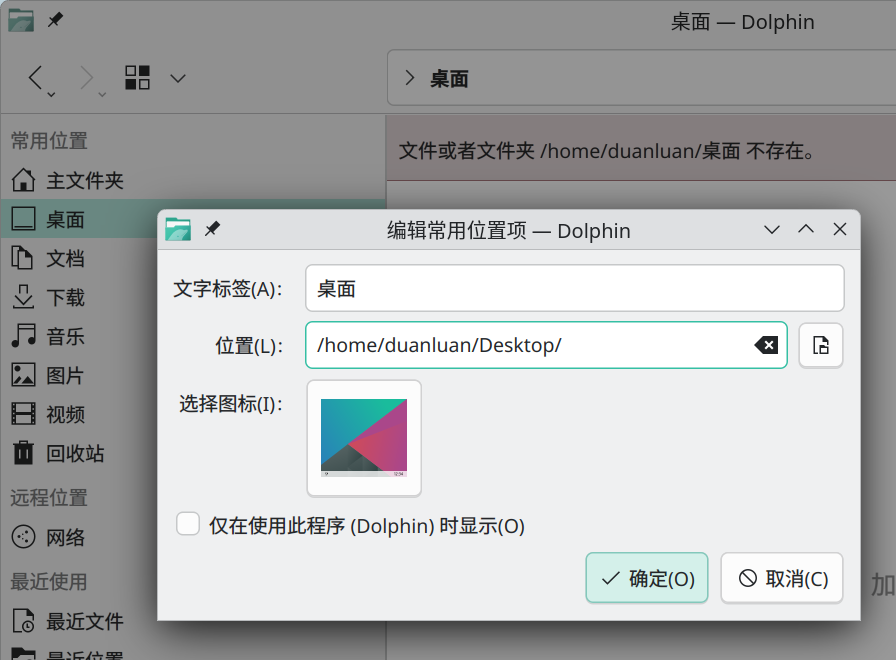 桌面 — Dolphin
桌面
常用位置
文件或者文件夹 /home/duanluan/桌面 不存在。
主文件夹
桌面
文档
下载
音乐
图片
视频
回收站
远程位置
网络
最近使用
最近文件
最近位置
编辑常用位置项 — Dolphin
文字标签(A):
桌面
位置(L):
/home/duanluan/Desktop/
选择图标(I):
仅在使用此程序 (Dolphin) 时显示(O)
确定(O)
取消(C)
加